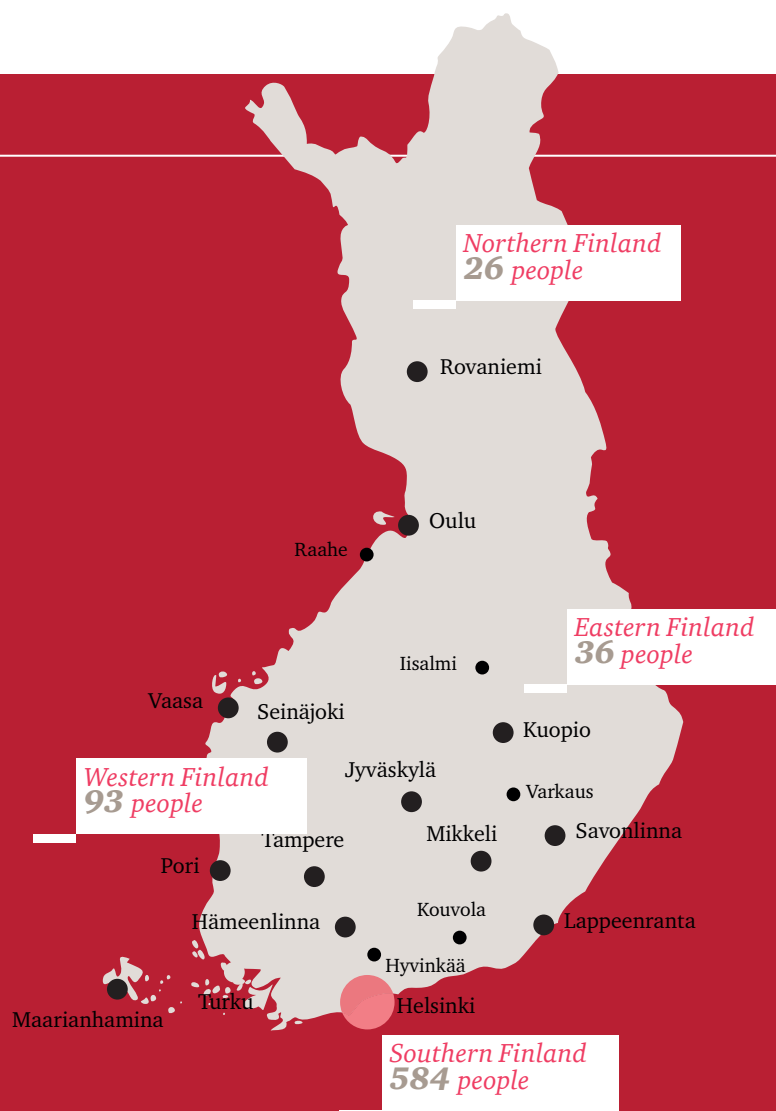 Northern Finland
26 people
Rovaniemi
Oulu
Raahe
Eastern Finland
36 people
Iisalmi
Vaasa
Seinäjoki
Kuopio
Western Finland
93 people
Jyväskylä
Varkaus
Tampere
Mikkeli
Savonlinna
Pori
Kouvola
Hämeenlinna
Lappeenranta
Hyvinkää
Turku
Helsinki
Maarianhamina
Southern Finland
584 people